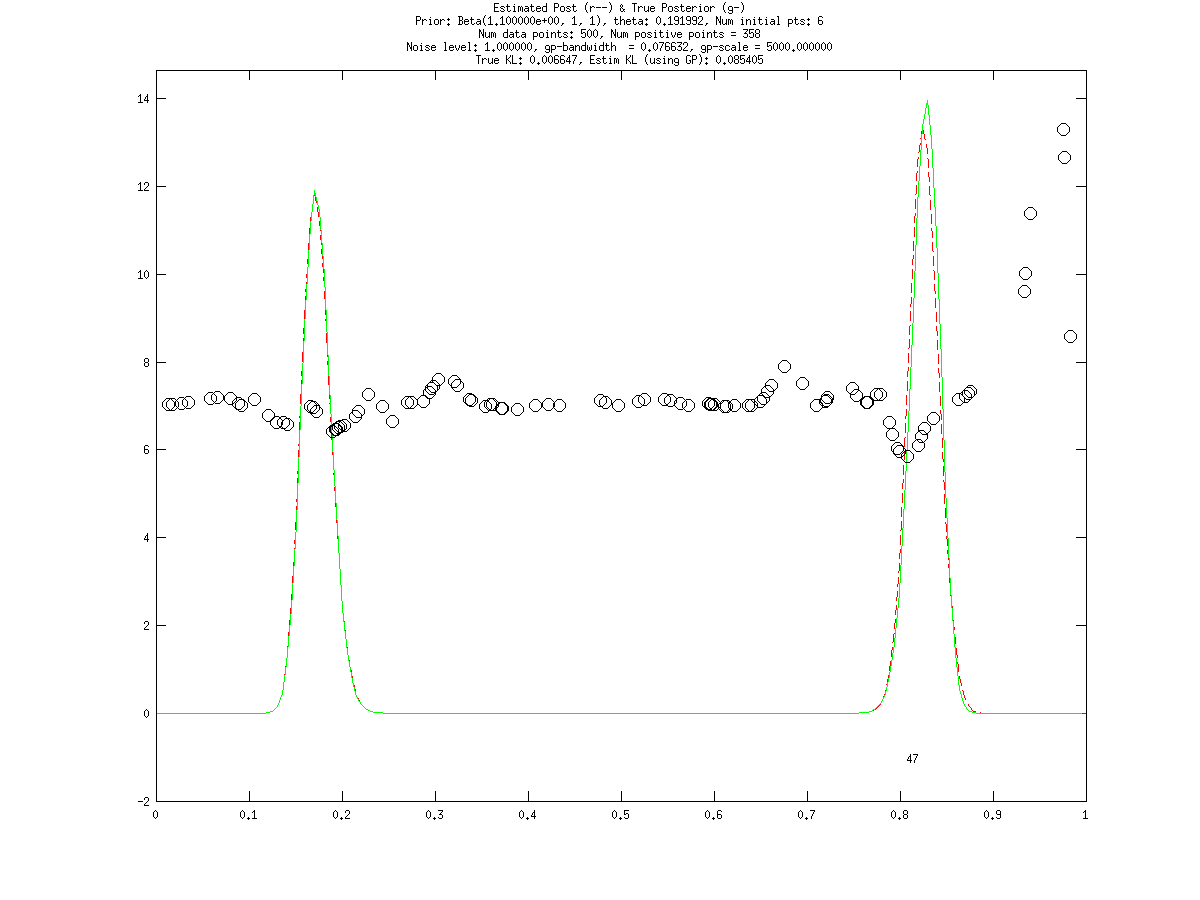 Estimated Post (r--) & True Posterior (g-)
Prior: Beta(1.100000e+00, 1, 1), theta: 0.191992, Num initial pts: 6
Num data points: 500, Num positive points = 358
Noise level: 1.000000, gp-bandwidth  = 0.076632, gp-scale = 5000.000000
True KL: 0.006647, Estim KL (using GP): 0.085405
14
12
10
8
6
4
2
0
47
-2
0 0.1 0.2 0.3 0.4 0.5 0.6 0.7 0.8 0.9 1